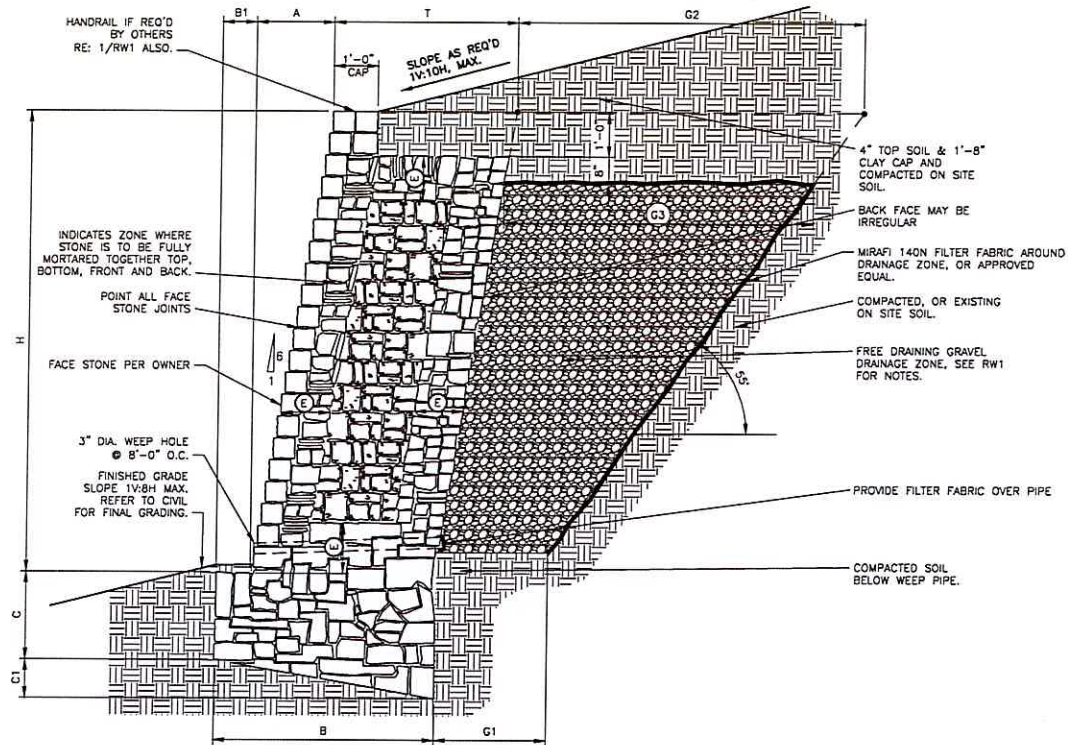 B1
A
T
G2
HANDRAIL IF REQ'D
BY OTHERS
RE: 1/RW1 ALSO.
1'-0"
CAP
SLOPE AS REQ'D
1V:10H, MAX.
1'-0"
8"
4" TOP SOIL & 1'-8"
CLAY CAP AND
COMPACTED ON SITE
SOIL.
E
G3
BACK FACE MAY BE
IRREGULAR
INDICATES ZONE WHERE
STONE IS TO BE FULLY
MORTARED TOGETHER TOP,
BOTTOM, FRONT AND BACK.
MIRAFI 140N FILTER FABRIC AROUND
DRAINAGE ZONE, OR APPROVED
EQUAL.
POINT ALL FACE
STONE JOINTS
COMPACTED, OR EXISTING
ON SITE SOIL.
H
6
1
FREE DRAINING GRAVEL
DRAINAGE ZONE, SEE RW1
FOR NOTES.
55°
FACE STONE PER OWNER
E
E
3" DIA. WEEP HOLE
@ 8'-0" O.C.
FINISHED GRADE
SLOPE 1V:8H MAX.
REFER TO CIVIL
FOR FINAL GRADING.
PROVIDE FILTER FABRIC OVER PIPE
E
COMPACTED SOIL
BELOW WEEP PIPE.
C
C1
B
G1